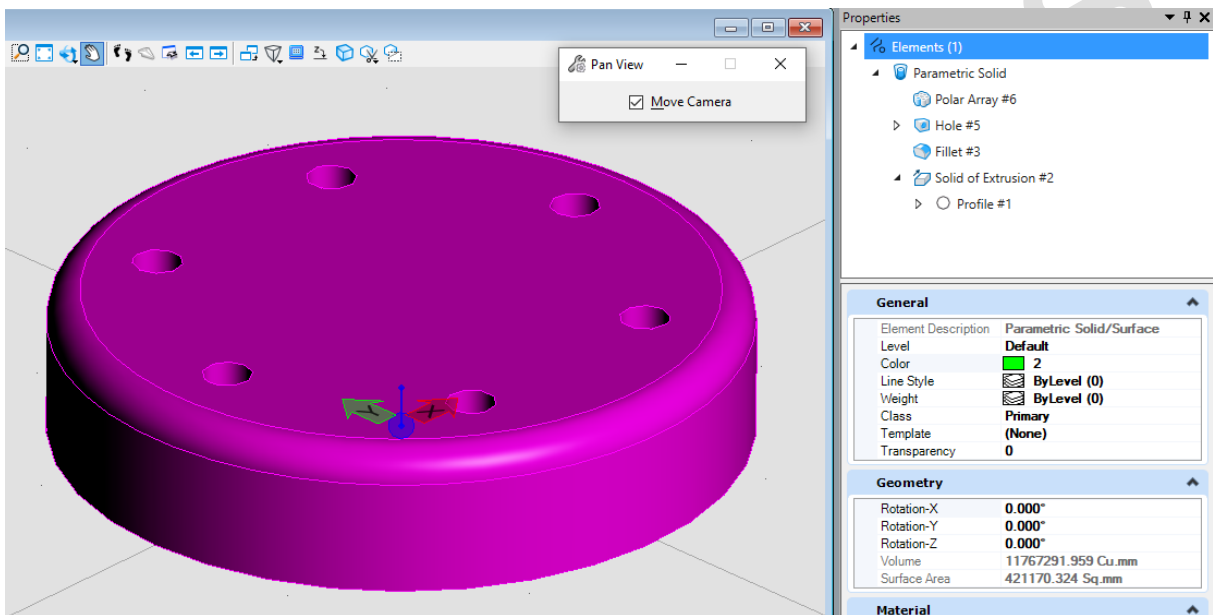 Properties
Pan View
Move Camera
Elements (1)
Parametric Solid
Polar Array #6
Hole #5
Fillet #3
Solid of Extrusion #2
Profile #1
General
Element Description Parametric Solid/Surface
Level Default
Color 2
Line Style ByLevel (0)
Weight ByLevel (0)
Class Primary
Template (None)
Transparency 0
Geometry
Rotation-X 0.000°
Rotation-Y 0.000°
Rotation-Z 0.000°
Volume 11767291.959 Cu.mm
Surface Area 421170.324 Sq.mm
Material
Y X